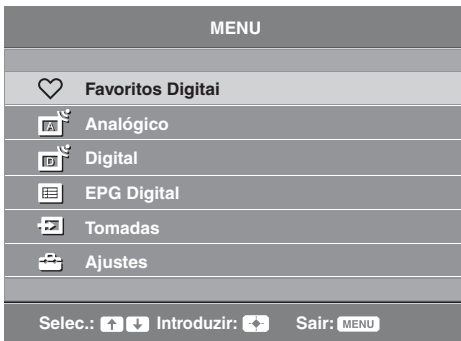 MENU
Favoritos Digitai
A Analógico
D Digital
EPG Digital
Tomadas
Ajustes
Selec.: Introduzir: Sair: MENU